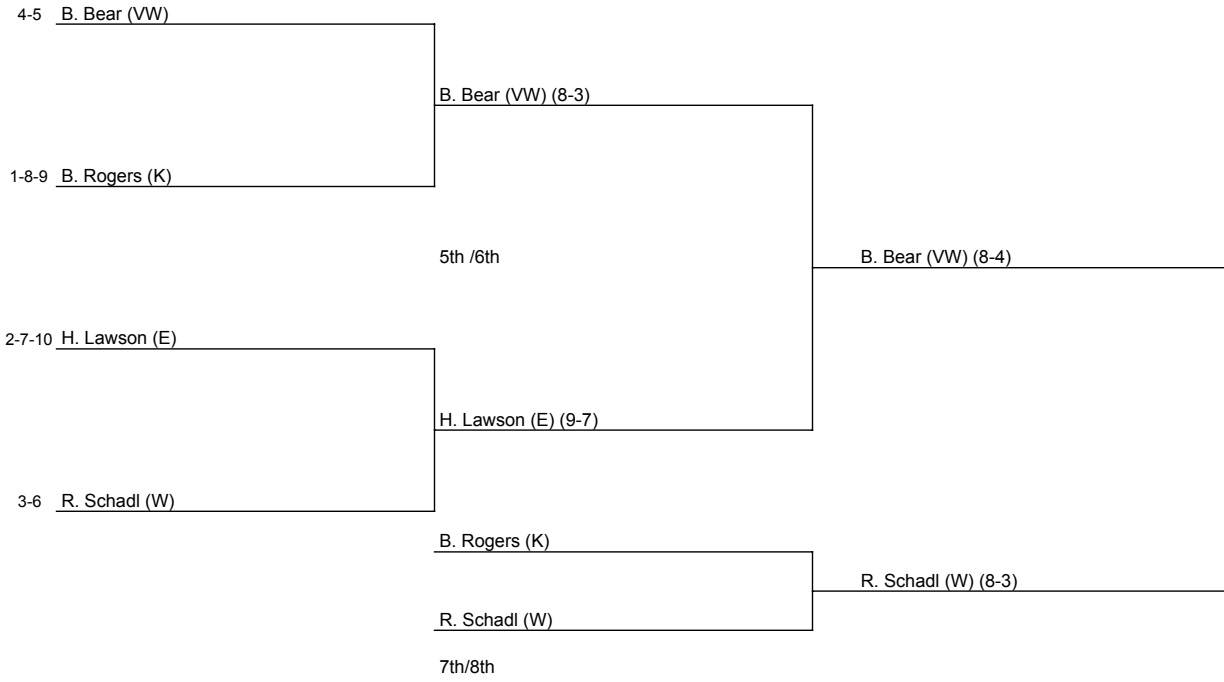 4-5 B. Bear (VW)
B. Bear (VW) (8-3)
1-8-9 B. Rogers (K)
5th /6th
B. Bear (VW) (8-4)
2-7-10 H. Lawson (E)
H. Lawson (E) (9-7)
3-6 R. Schadl (W)
B. Rogers (K)
R. Schadl (W) (8-3)
R. Schadl (W)
7th/8th